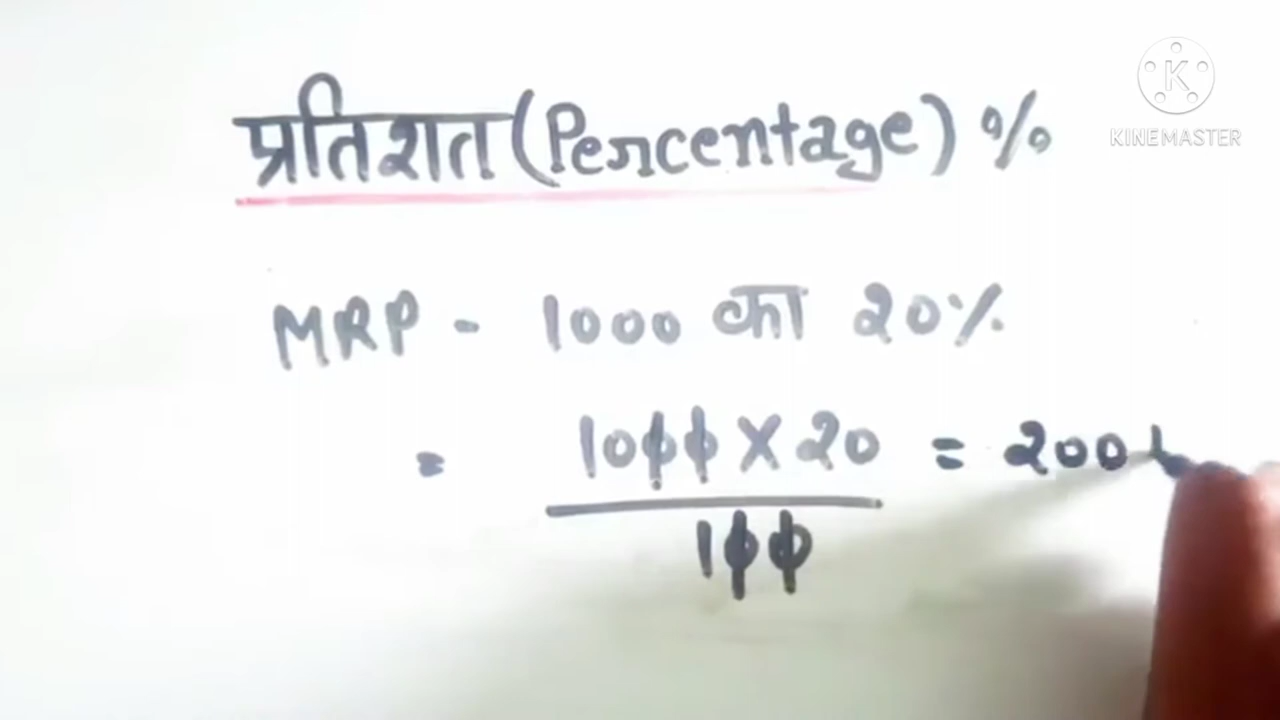 प्रतिशत (Percentage) %
KINEMASTER
MRP - 1000 का 20%
= 1000 X 20 = 200
100